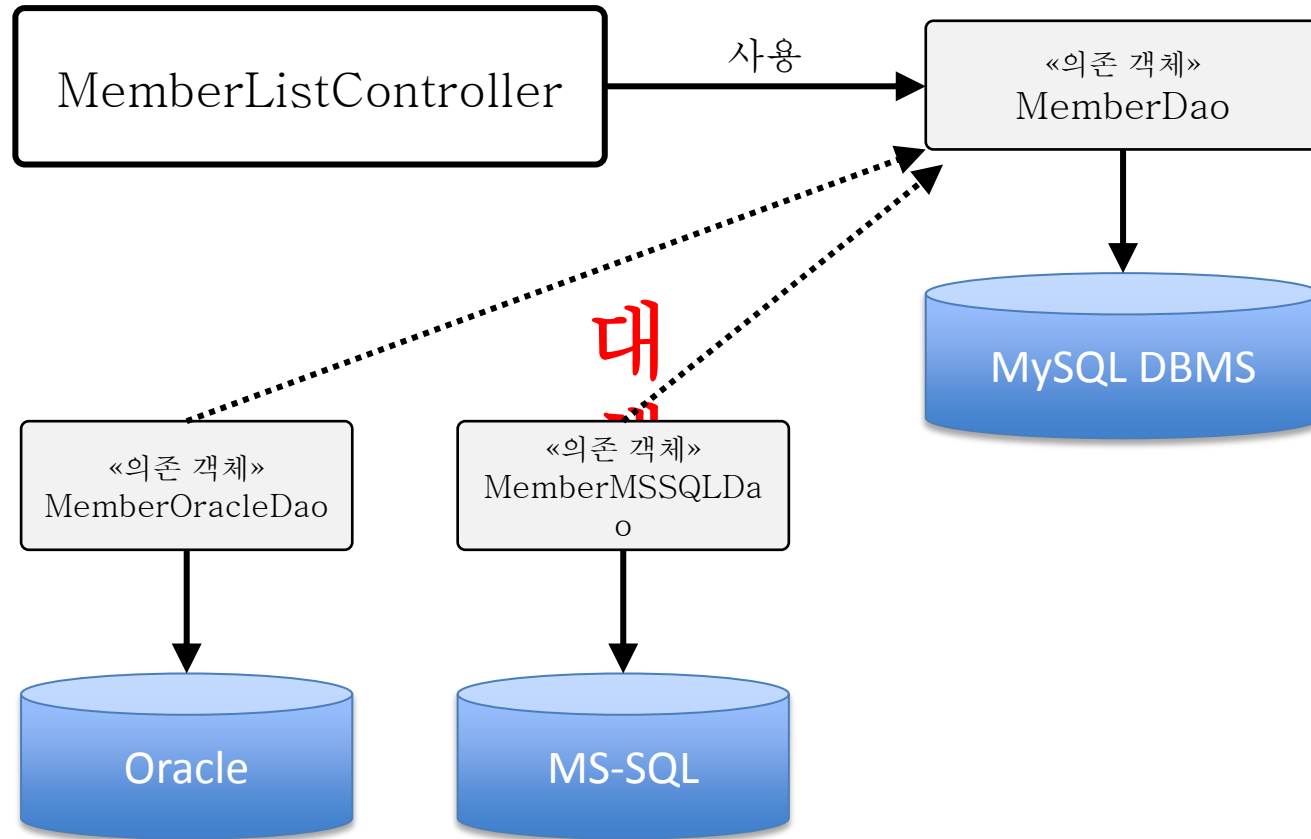 사용
MemberListController
«의존 객체»
MemberDao
대
MySQL DBMS
«의존 객체»
MemberOracleDao
«의존 객체»
MemberMSSQLDa
o
Oracle
MS-SQL